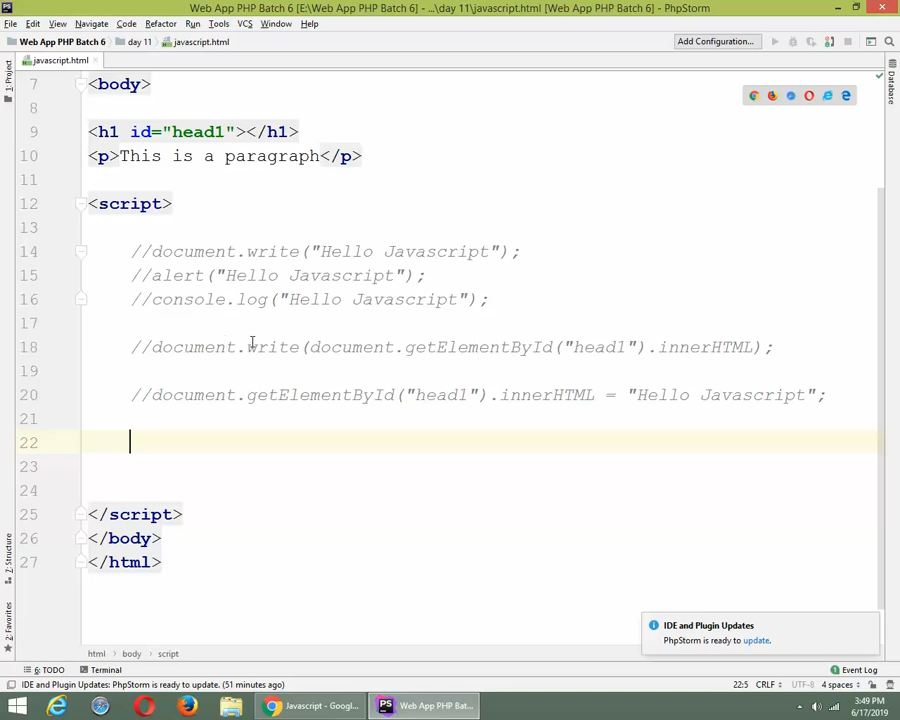 Web App PHP Batch 6 [E:\Web App PHP Batch 6] - ...\day 11\javascript.html [Web App PHP Batch 6] - PhpStorm
File Edit View Navigate Code Refactor Run Tools VCS Window Help
Web App PHP Batch 6 day 11 javascript.html Add Configuration...
javascript.html
1: Project
Database
7 <body>
8
9 <h1 id="head1"></h1>
10 <p>This is a paragraph</p>
11
12 <script>
13
14 //document.write("Hello Javascript");
15 //alert("Hello Javascript");
16 //console.log("Hello Javascript");
17
18 //document.write(document.getElementById("head1").innerHTML);
19
20 //document.getElementById("head1").innerHTML = "Hello Javascript";
21
22
23
24
25 </script>
26 </body>
27 </html>
7: Structure
2: Favorites
IDE and Plugin Updates
PhpStorm is ready to update.
html body script
6: TODO Terminal Event Log
IDE and Plugin Updates: PhpStorm is ready to update. (51 minutes ago) 22:5 CRLF UTF-8 4 spaces
Javascript - Googl... Web App PHP Bat... 3:49 PM
6/17/2019